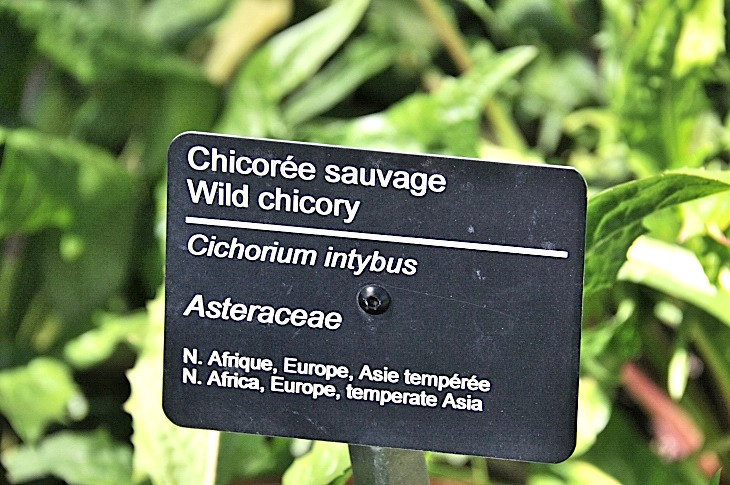 Chicorée sauvage
Wild chicory
Cichorium intybus
Asteraceae
N. Afrique, Europe, Asie tempérée
N. Africa, Europe, temperate Asia